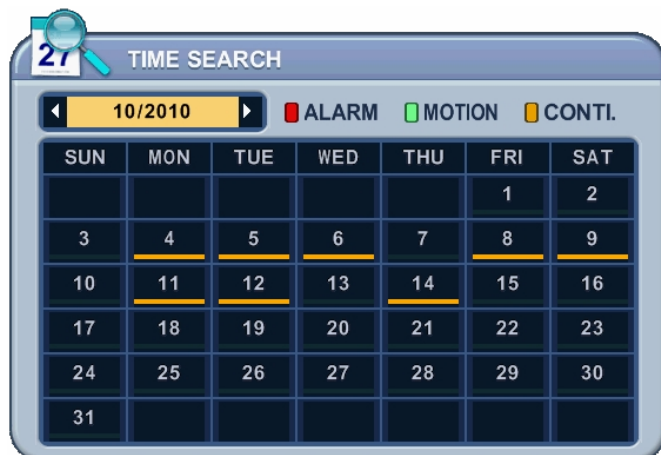 27
TIME SEARCH
10/2010 ALARM MOTION CONTI.
SUN MON TUE WED THU FRI SAT
1 2
3 4 5 6 7 8 9
10 11 12 13 14 15 16
17 18 19 20 21 22 23
24 25 26 27 28 29 30
31